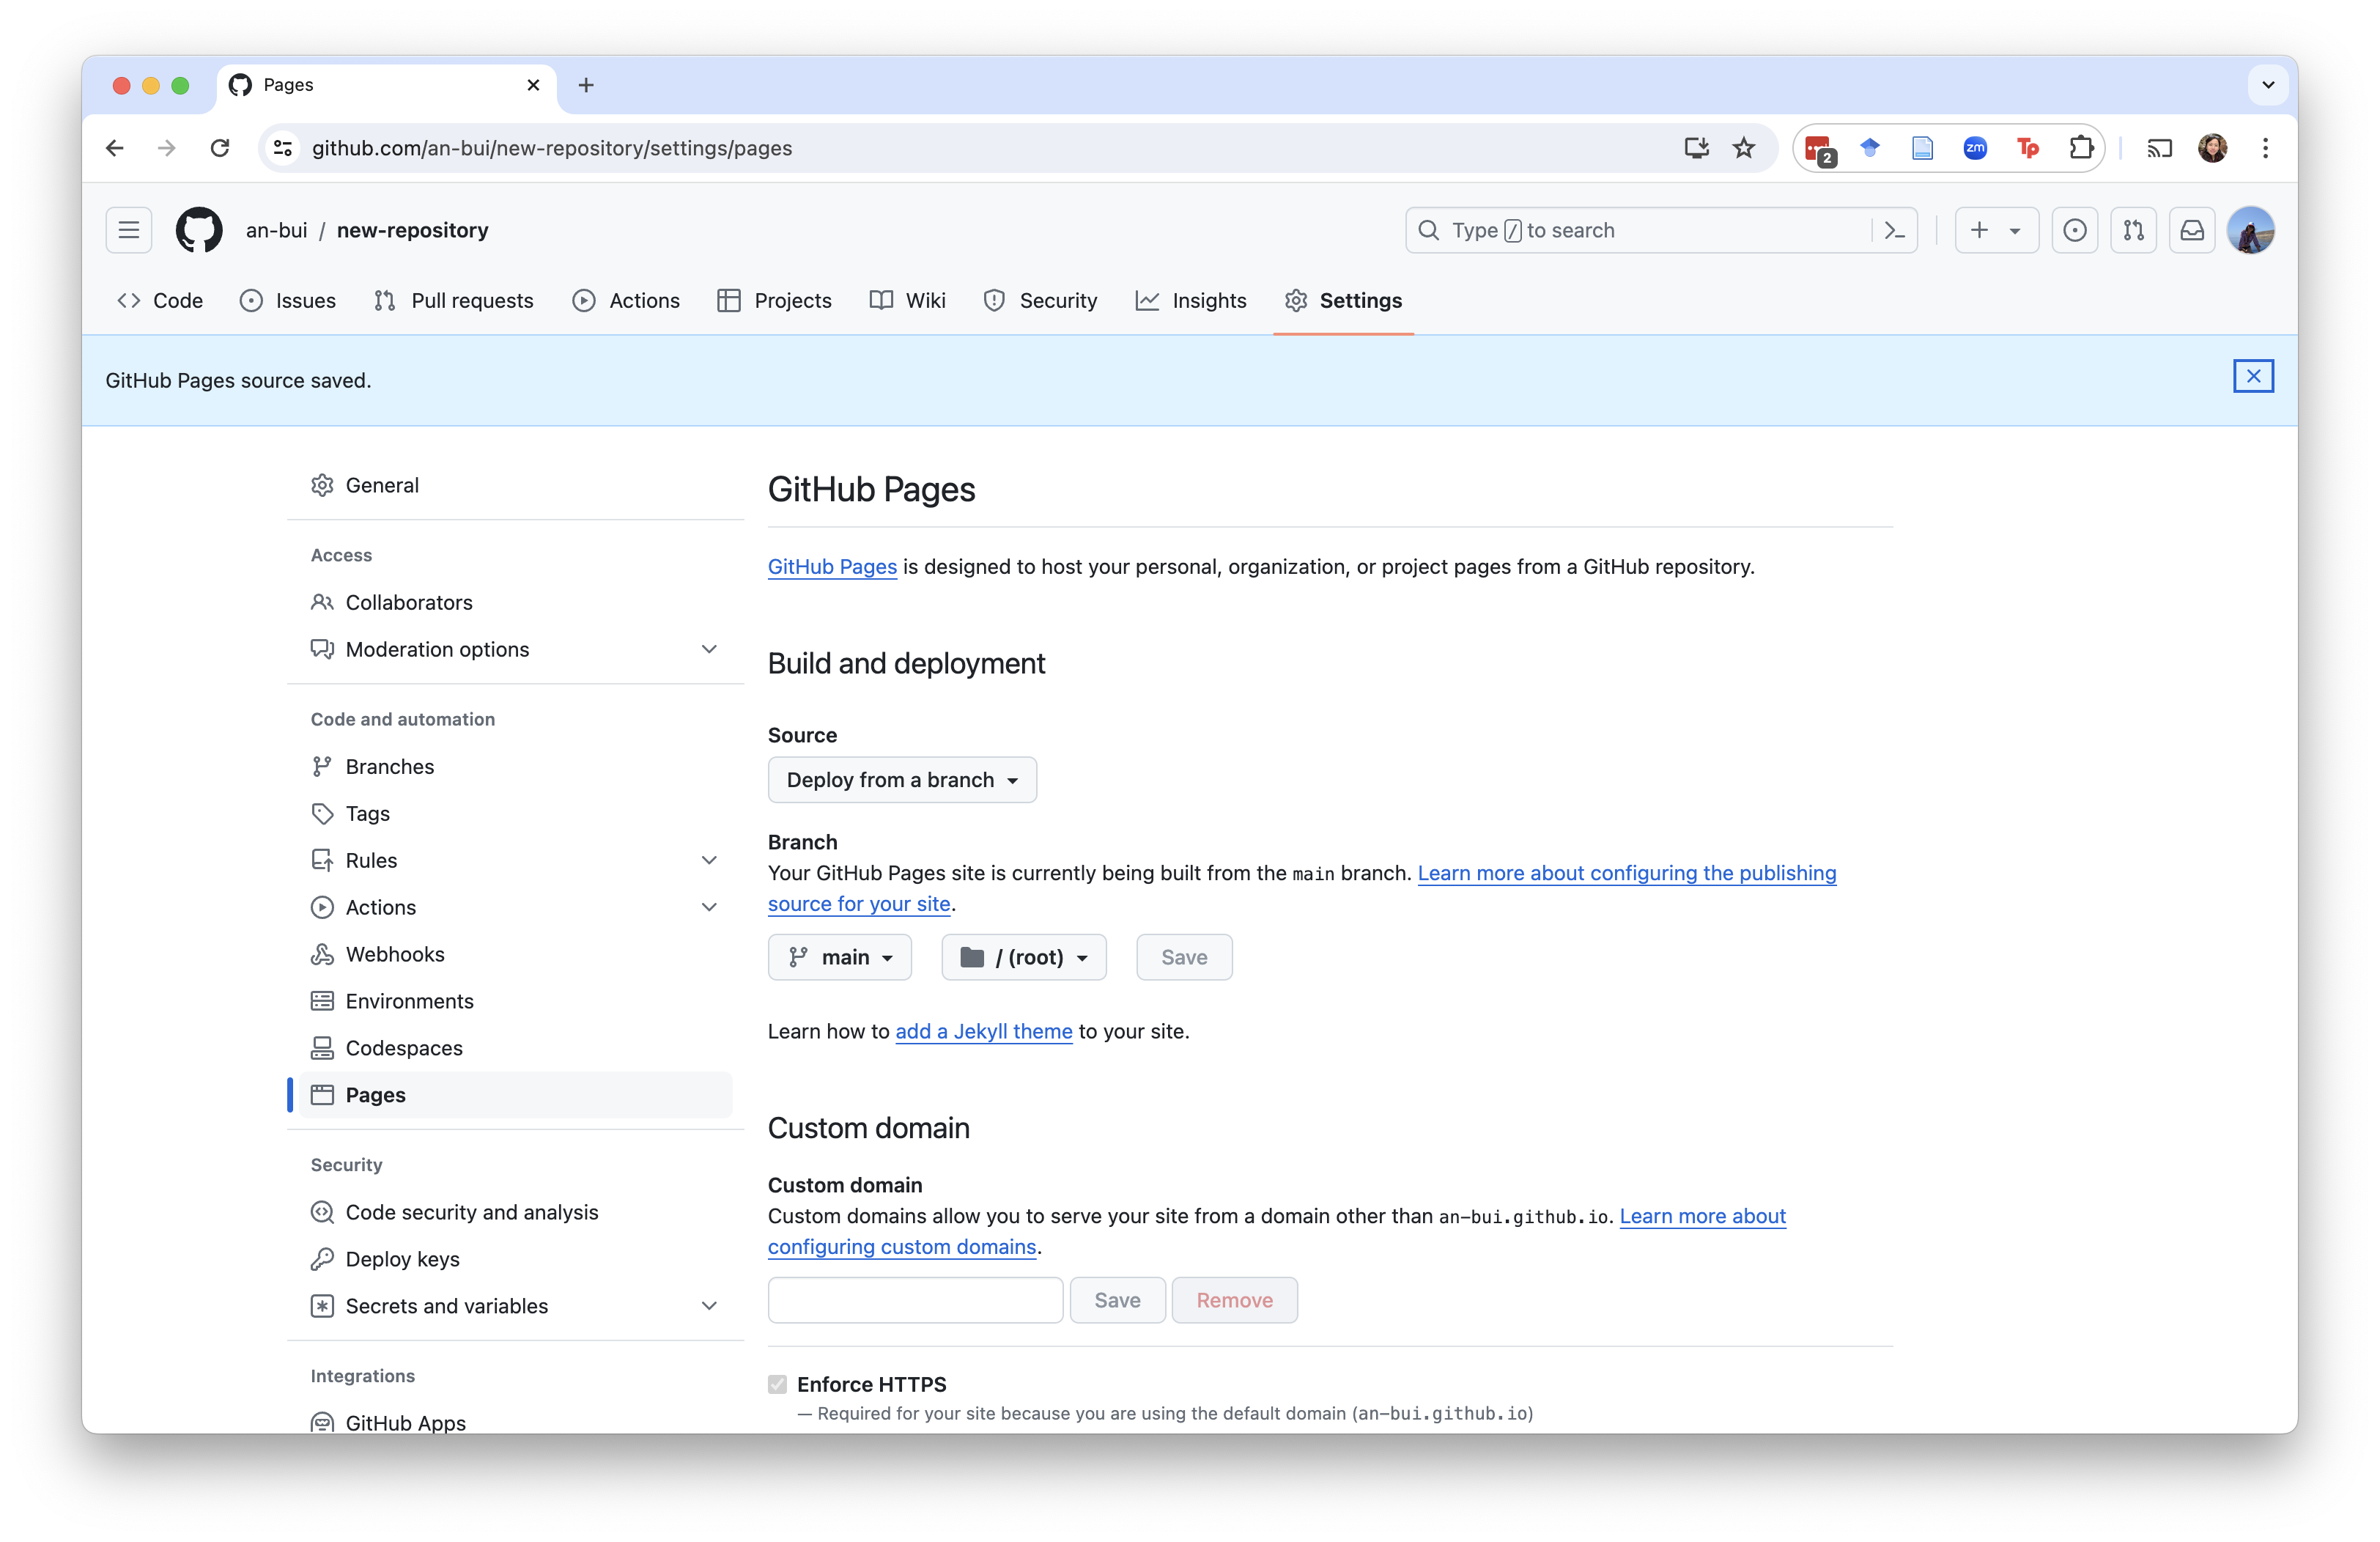 Pages
github.com/an-bui/new-repository/settings/pages
2
zm
Tp
an-bui / new-repository
Type / to search
Code
Issues
Pull requests
Actions
Projects
Wiki
Security
Insights
Settings
GitHub Pages source saved.
General
Access
Collaborators
Moderation options
Code and automation
Branches
Tags
Rules
Actions
Webhooks
Environments
Codespaces
Pages
Security
Code security and analysis
Deploy keys
Secrets and variables
Integrations
GitHub Apps
GitHub Pages
GitHub Pages is designed to host your personal, organization, or project pages from a GitHub repository.
Build and deployment
Source
Deploy from a branch
Branch
Your GitHub Pages site is currently being built from the main branch. Learn more about configuring the publishing
source for your site.
main
/ (root)
Save
Learn how to add a Jekyll theme to your site.
Custom domain
Custom domain
Custom domains allow you to serve your site from a domain other than an-bui.github.io. Learn more about
configuring custom domains.
Save
Remove
Enforce HTTPS
— Required for your site because you are using the default domain (an-bui.github.io)